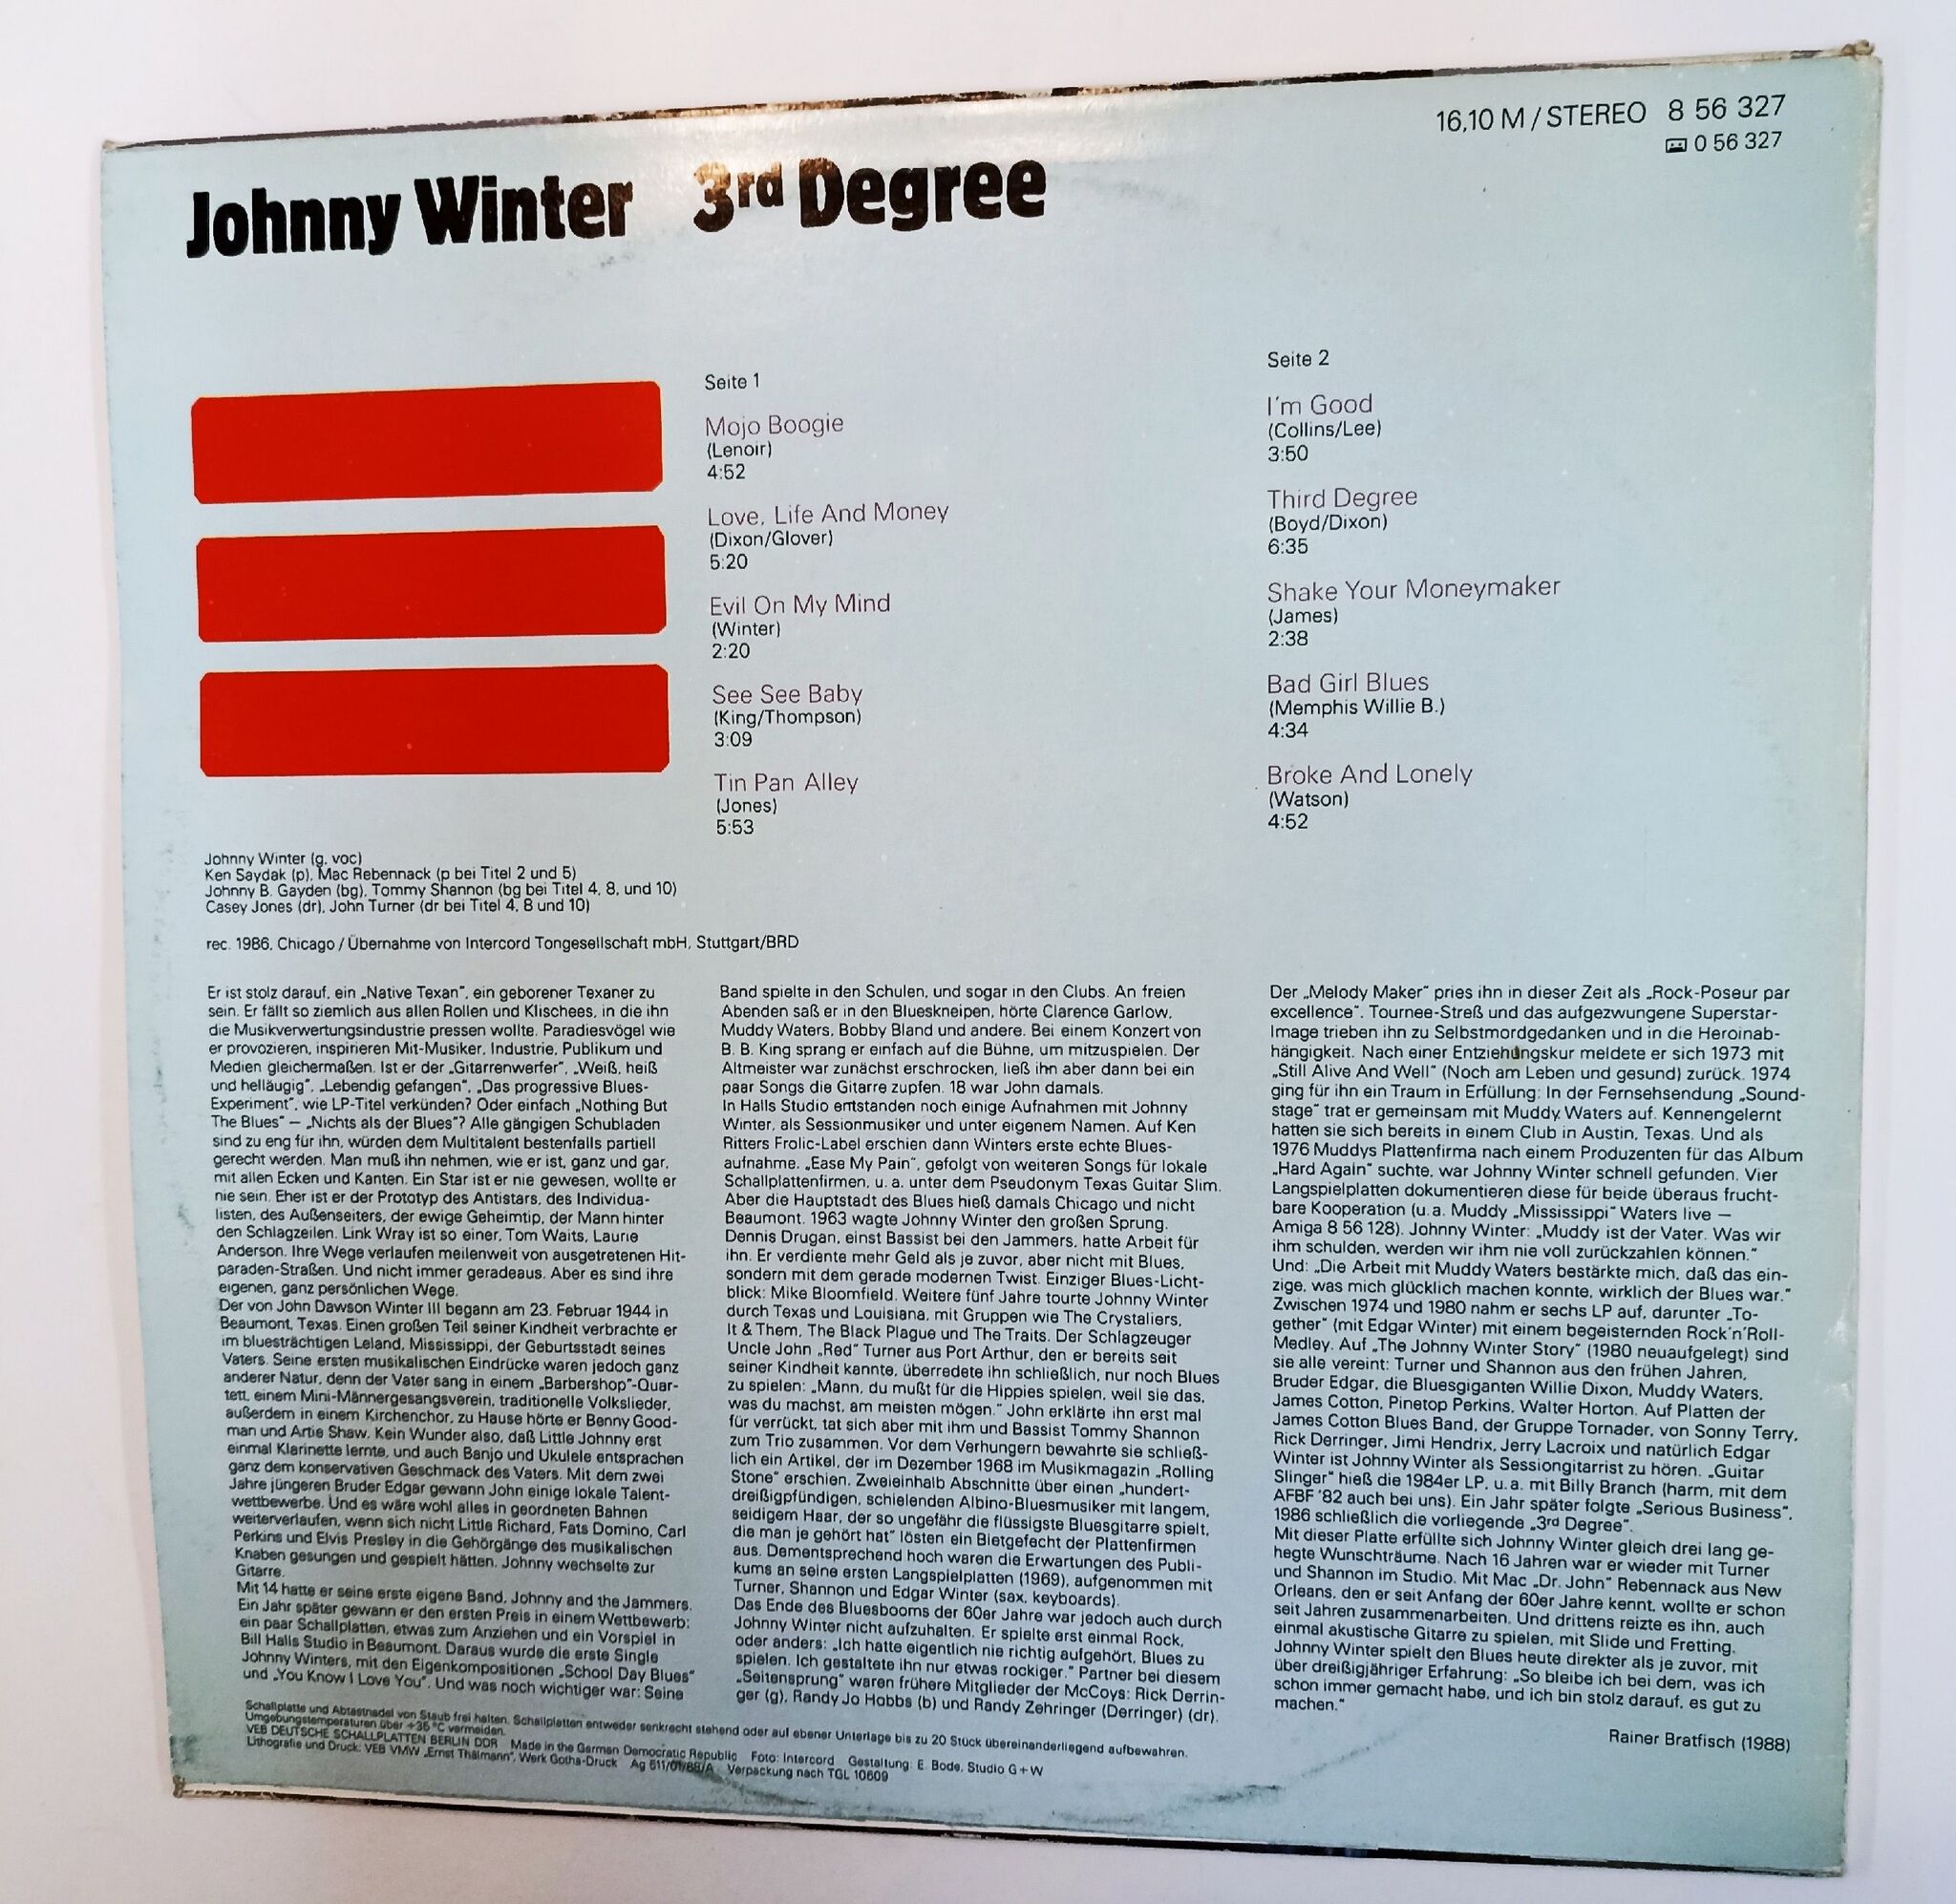 16,10 M / STEREO 8 56 327
0 56 327
Johnny Winter 3rd Degree
Seite 1
Mojo Boogie
(Lenoir)
4:52
Love, Life And Money
(Dixon/Glover)
5:20
Evil On My Mind
(Winter)
2:20
See See Baby
(King/Thompson)
3:09
Tin Pan Alley
(Jones)
5:53
Seite 2
I'm Good
(Collins/Lee)
3:50
Third Degree
(Boyd/Dixon)
6:35
Shake Your Moneymaker
(James)
2:38
Bad Girl Blues
(Memphis Willie B.)
4:34
Broke And Lonely
(Watson)
4:52
Johnny Winter (g, voc)
Ken Saydak (p), Mac Rebennack (p bei Titel 2 und 5)
Johnny B. Gayden (bg), Tommy Shannon (bg bei Titel 4, 8, und 10)
Casey Jones (dr), John Turner (dr bei Titel 4, 8 und 10)
rec. 1986, Chicago / Übernahme von Intercord Tongesellschaft mbH, Stuttgart/BRD
Er ist stolz darauf, ein „Native Texan“, ein geborener Texaner zu
sein. Er fällt so ziemlich aus allen Rollen und Klischees, in die ihn
die Musikverwertungsindustrie pressen wollte. Paradiesvögel wie
er provozieren, inspirieren Mit-Musiker, Industrie, Publikum und
Medien gleichermaßen. Ist er der „Gitarrenwerfer“, „Weiß, heiß
und helläugig“, „Lebendig gefangen“, „Das progressive Blues-
Experiment“, wie LP-Titel verkünden? Oder einfach „Nothing But
The Blues“ — „Nichts als der Blues“? Alle gängigen Schubladen
sind zu eng für ihn, würden dem Multitalent bestenfalls partiell
gerecht werden. Man muß ihn nehmen, wie er ist, ganz und gar,
mit allen Ecken und Kanten. Ein Star ist er nie gewesen, wollte er
nie sein. Eher ist er der Prototyp des Antistars, des Individua-
listen, des Außenseiters, der ewige Geheimtip, der Mann hinter
den Schlagzeilen. Link Wray ist so einer, Tom Waits, Laurie
Anderson. Ihre Wege verlaufen meilenweit von ausgetretenen Hit-
paraden-Straßen. Und nicht immer geradeaus. Aber es sind ihre
eigenen, ganz persönlichen Wege.
Der von John Dawson Winter III begann am 23. Februar 1944 in
Beaumont, Texas. Einen großen Teil seiner Kindheit verbrachte er
im bluesträchtigen Leland, Mississippi, der Geburtsstadt seines
Vaters. Seine ersten musikalischen Eindrücke waren jedoch ganz
anderer Natur, denn der Vater sang in einem „Barbershop“-Quar-
tett, einem Mini-Männergesangsverein, traditionelle Volkslieder,
außerdem in einem Kirchenchor, zu Hause hörte er Benny Good-
man und Artie Shaw. Kein Wunder also, daß Little Johnny erst
einmal Klarinette lernte, und auch Banjo und Ukulele entsprachen
ganz dem konservativen Geschmack des Vaters. Mit dem zwei
Jahre jüngeren Bruder Edgar gewann John einige lokale Talent-
wettbewerbe. Und es wäre wohl alles in geordneten Bahnen
weiterverlaufen, wenn sich nicht Little Richard, Fats Domino, Carl
Perkins und Elvis Presley in die Gehörgänge des musikalischen
Knaben gesungen und gespielt hätten. Johnny wechselte zur
Gitarre.
Mit 14 hatte er seine erste eigene Band, Johnny and the Jammers.
Ein Jahr später gewann er den ersten Preis in einem Wettbewerb:
ein paar Schallplatten, etwas zum Anziehen und ein Vorspiel in
Bill Halls Studio in Beaumont. Daraus wurde die erste Single
Johnny Winters, mit den Eigenkompositionen „School Day Blues“
und „You Know I Love You“. Und was noch wichtiger war: Seine
Band spielte in den Schulen, und sogar in den Clubs. An freien
Abenden saß er in den Blueskneipen, hörte Clarence Garlow,
Muddy Waters, Bobby Bland und andere. Bei einem Konzert von
B. B. King sprang er einfach auf die Bühne, um mitzuspielen. Der
Altmeister war zunächst erschrocken, ließ ihn aber dann bei ein
paar Songs die Gitarre zupfen. 18 war John damals.
In Halls Studio entstanden noch einige Aufnahmen mit Johnny
Winter, als Sessionmusiker und unter eigenem Namen. Auf Ken
Ritters Frolic-Label erschien dann Winters erste echte Blues-
aufnahme, „Ease My Pain“, gefolgt von weiteren Songs für lokale
Schallplattenfirmen, u. a. unter dem Pseudonym Texas Guitar Slim.
Aber die Hauptstadt des Blues hieß damals Chicago und nicht
Beaumont. 1963 wagte Johnny Winter den großen Sprung.
Dennis Drugan, einst Bassist bei den Jammers, hatte Arbeit für
ihn. Er verdiente mehr Geld als je zuvor, aber nicht mit Blues,
sondern mit dem gerade modernen Twist. Einziger Blues-Licht-
blick: Mike Bloomfield. Weitere fünf Jahre tourte Johnny Winter
durch Texas und Louisiana, mit Gruppen wie The Crystaliers,
It & Them, The Black Plague und The Traits. Der Schlagzeuger
Uncle John „Red“ Turner aus Port Arthur, den er bereits seit
seiner Kindheit kannte, überredete ihn schließlich, nur noch Blues
zu spielen: „Mann, du mußt für die Hippies spielen, weil sie das,
was du machst, am meisten mögen.“ John erklärte ihn erst mal
für verrückt, tat sich aber mit ihm und Bassist Tommy Shannon
zum Trio zusammen. Vor dem Verhungern bewahrte sie schließ-
lich ein Artikel, der im Dezember 1968 im Musikmagazin „Rolling
Stone“ erschien. Zweieinhalb Abschnitte über einen „hundert-
dreißigpfündigen, schielenden Albino-Bluesmusiker mit langem,
seidigem Haar, der so ungefähr die flüssigste Bluesgitarre spielt,
die man je gehört hat“ lösten ein Bietgefecht der Plattenfirmen
aus. Dementsprechend hoch waren die Erwartungen des Publi-
kums an seine ersten Langspielplatten (1969), aufgenommen mit
Turner, Shannon und Edgar Winter (sax, keyboards).
Das Ende des Bluesbooms der 60er Jahre war jedoch auch durch
Johnny Winter nicht aufzuhalten. Er spielte erst einmal Rock,
oder anders: „Ich hatte eigentlich nie richtig aufgehört, Blues zu
spielen. Ich gestaltete ihn nur etwas rockiger.“ Partner bei diesem
„Seitensprung“ waren frühere Mitglieder der McCoys: Rick Derrin-
ger (g), Randy Jo Hobbs (b) und Randy Zehringer (Derringer) (dr).
Der „Melody Maker“ pries ihn in dieser Zeit als „Rock-Poseur par
excellence“. Tournee-Streß und das aufgezwungene Superstar-
Image trieben ihn zu Selbstmordgedanken und in die Heroinab-
hängigkeit. Nach einer Entziehungskur meldete er sich 1973 mit
„Still Alive And Well“ (Noch am Leben und gesund) zurück. 1974
ging für ihn ein Traum in Erfüllung: In der Fernsehsendung „Sound-
stage“ trat er gemeinsam mit Muddy Waters auf. Kennengelernt
hatten sie sich bereits in einem Club in Austin, Texas. Und als
1976 Muddys Plattenfirma nach einem Produzenten für das Album
„Hard Again“ suchte, war Johnny Winter schnell gefunden. Vier
Langspielplatten dokumentieren diese für beide überaus frucht-
bare Kooperation (u. a. Muddy „Mississippi“ Waters live —
Amiga 8 56 128). Johnny Winter: „Muddy ist der Vater. Was wir
ihm schulden, werden wir ihm nie voll zurückzahlen können.“
Und: „Die Arbeit mit Muddy Waters bestärkte mich, daß das ein-
zige, was mich glücklich machen konnte, wirklich der Blues war.“
Zwischen 1974 und 1980 nahm er sechs LP auf, darunter „To-
gether“ (mit Edgar Winter) mit einem begeisternden Rock'n'Roll-
Medley. Auf „The Johnny Winter Story“ (1980 neuaufgelegt) sind
sie alle vereint: Turner und Shannon aus den frühen Jahren,
Bruder Edgar, die Bluesgiganten Willie Dixon, Muddy Waters,
James Cotton, Pinetop Perkins, Walter Horton. Auf Platten der
James Cotton Blues Band, der Gruppe Tornader, von Sonny Terry,
Rick Derringer, Jimi Hendrix, Jerry Lacroix und natürlich Edgar
Winter ist Johnny Winter als Sessiongitarrist zu hören. „Guitar
Slinger“ hieß die 1984er LP, u. a. mit Billy Branch (harm, mit dem
AFBF '82 auch bei uns). Ein Jahr später folgte „Serious Business“,
1986 schließlich die vorliegende „3rd Degree“.
Mit dieser Platte erfüllte sich Johnny Winter gleich drei lang ge-
hegte Wunschträume. Nach 16 Jahren war er wieder mit Turner
und Shannon im Studio. Mit Mac „Dr. John“ Rebennack aus New
Orleans, den er seit Anfang der 60er Jahre kennt, wollte er schon
seit Jahren zusammenarbeiten. Und drittens reizte es ihn, auch
einmal akustische Gitarre zu spielen, mit Slide und Fretting.
Johnny Winter spielt den Blues heute direkter als je zuvor, mit
über dreißigjähriger Erfahrung: „So bleibe ich bei dem, was ich
schon immer gemacht habe, und ich bin stolz darauf, es gut zu
machen.“
Rainer Bratfisch (1988)
Schallplatte und Abtastnadel von Staub frei halten. Schallplatten entweder senkrecht stehend oder auf ebener Unterlage bis zu 20 Stück übereinanderliegend aufbewahren.
Umgebungstemperaturen über +35 °C vermeiden.
VEB DEUTSCHE SCHALLPLATTEN BERLIN DDR Made in the German Democratic Republic Foto: Intercord Gestaltung: E. Bode, Studio G + W
Lithografie und Druck: VEB VMW „Ernst Thälmann“, Werk Gotha-Druck Ag 511/01/88/A Verpackung nach TGL 10609